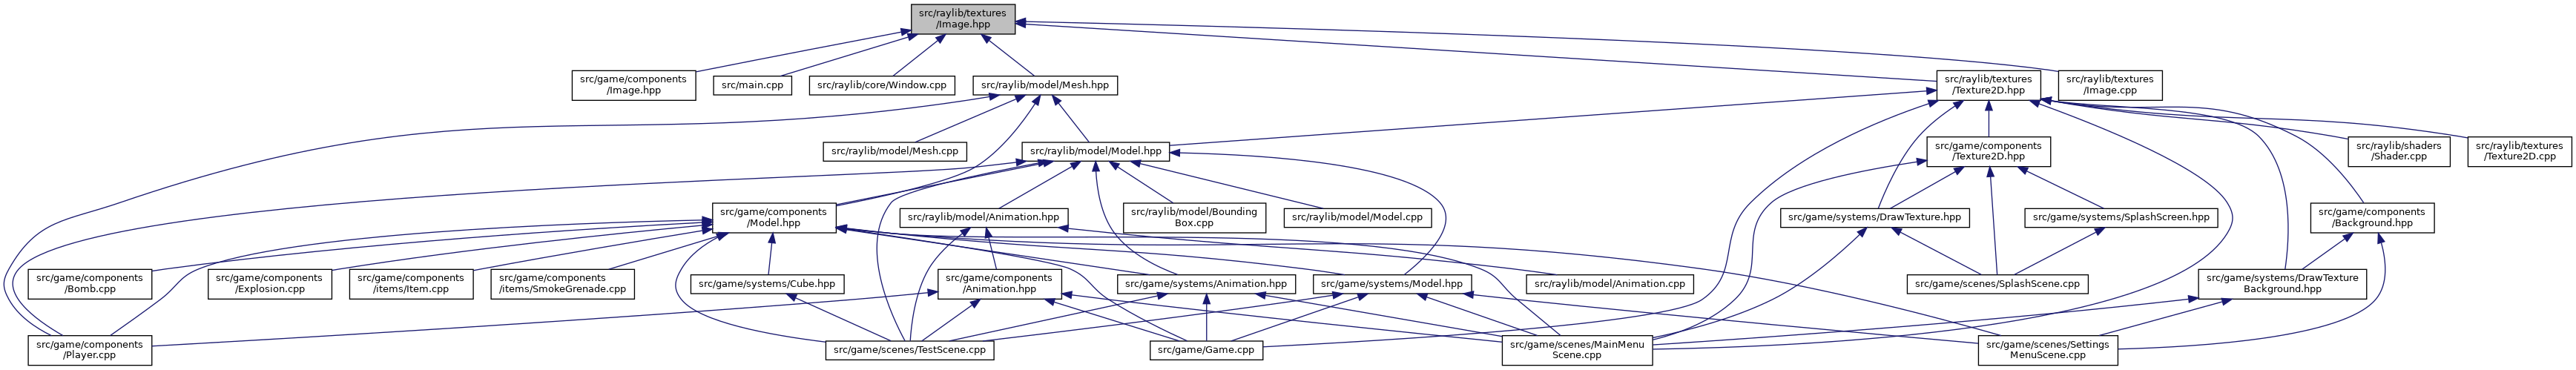 src/raylib/textures
/Image.hpp
src/game/components
/Image.hpp
src/main.cpp
src/raylib/core/Window.cpp
src/raylib/model/Mesh.hpp
src/raylib/textures
/Texture2D.hpp
src/raylib/textures
/Image.cpp
src/raylib/model/Mesh.cpp
src/raylib/model/Model.hpp
src/game/components
/Texture2D.hpp
src/raylib/shaders
/Shader.cpp
src/raylib/textures
/Texture2D.cpp
src/game/components
/Model.hpp
src/raylib/model/Animation.hpp
src/raylib/model/Bounding
Box.cpp
src/raylib/model/Model.cpp
src/game/systems/DrawTexture.hpp
src/game/systems/SplashScreen.hpp
src/game/components
/Background.hpp
src/game/components
/Bomb.cpp
src/game/components
/Explosion.cpp
src/game/components
/items/Item.cpp
src/game/components
/items/SmokeGrenade.cpp
src/game/systems/Cube.hpp
src/game/components
/Animation.hpp
src/game/systems/Animation.hpp
src/game/systems/Model.hpp
src/raylib/model/Animation.cpp
src/game/scenes/SplashScene.cpp
src/game/systems/DrawTexture
Background.hpp
src/game/components
/Player.cpp
src/game/scenes/TestScene.cpp
src/game/Game.cpp
src/game/scenes/MainMenu
Scene.cpp
src/game/scenes/Settings
MenuScene.cpp